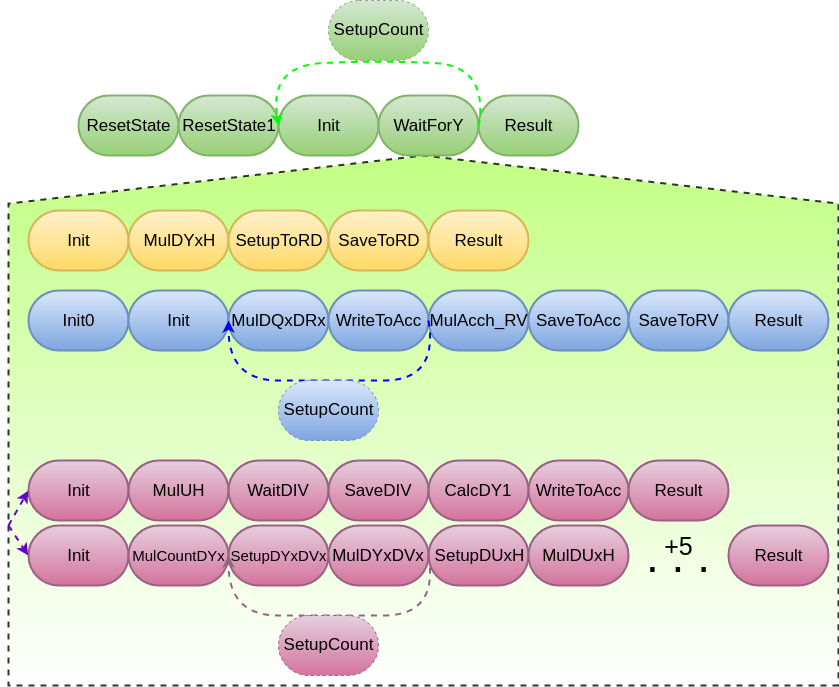 SetupCount
ResetState ResetState1 Init WaitForY Result
Init MulDYxH SetupToRD SaveToRD Result
Init0 Init MulDQxDRx WriteToAcc MulAcch_RV SaveToAcc SaveToRV Result
SetupCount
Init MulUH WaitDIV SaveDIV CalcDY1 WriteToAcc Result
Init MulCountDYx SetupDYxDVx MulDYxDVx SetupDUxH MulDUxH +5 . . . Result
SetupCount